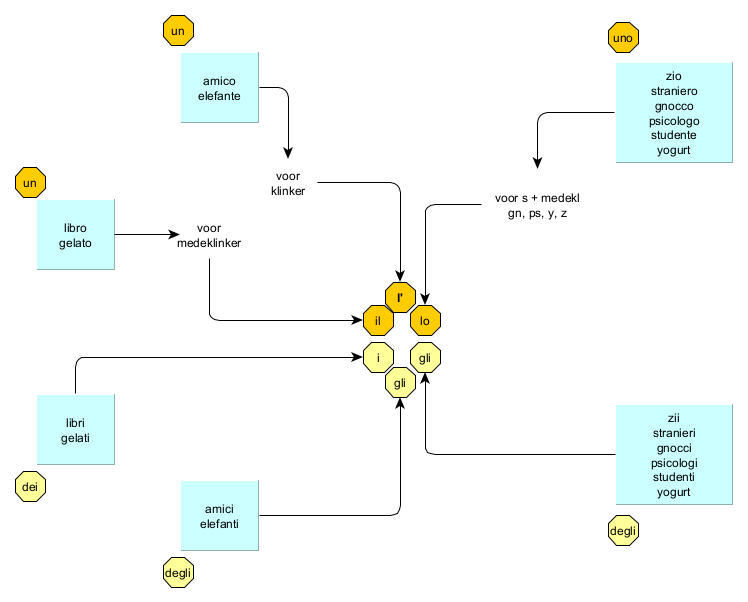 un
amico
elefante
uno
zio
straniero
gnocco
psicologo
studente
yogurt
voor
klinker
un
libro
gelato
voor
medeklinker
voor s + medekl
gn, ps, y, z
l'
il
lo
i
gli
gli
libri
gelati
dei
amici
elefanti
degli
zii
stranieri
gnocci
psicologi
studenti
yogurt
degli